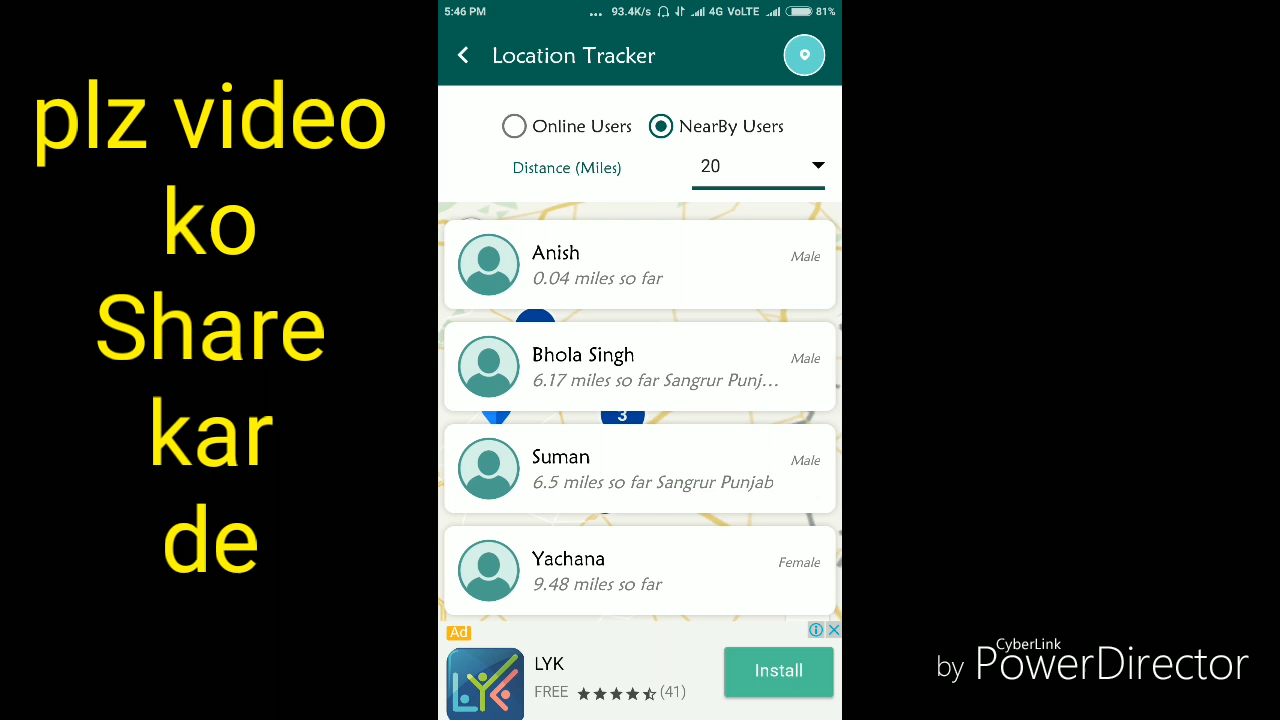 plz video
ko
Share
kar
de
5:46 PM ... 93.4K/s 4G VoLTE 81%
Location Tracker
Online Users NearBy Users
Distance (Miles) 20
Anish Male
0.04 miles so far
Bhola Singh Male
6.17 miles so far Sangrur Punj...
3
Suman Male
6.5 miles so far Sangrur Punjab
Yachana Female
9.48 miles so far
Ad
LYK
LYK
FREE (41)
Install
by CyberLink
PowerDirector